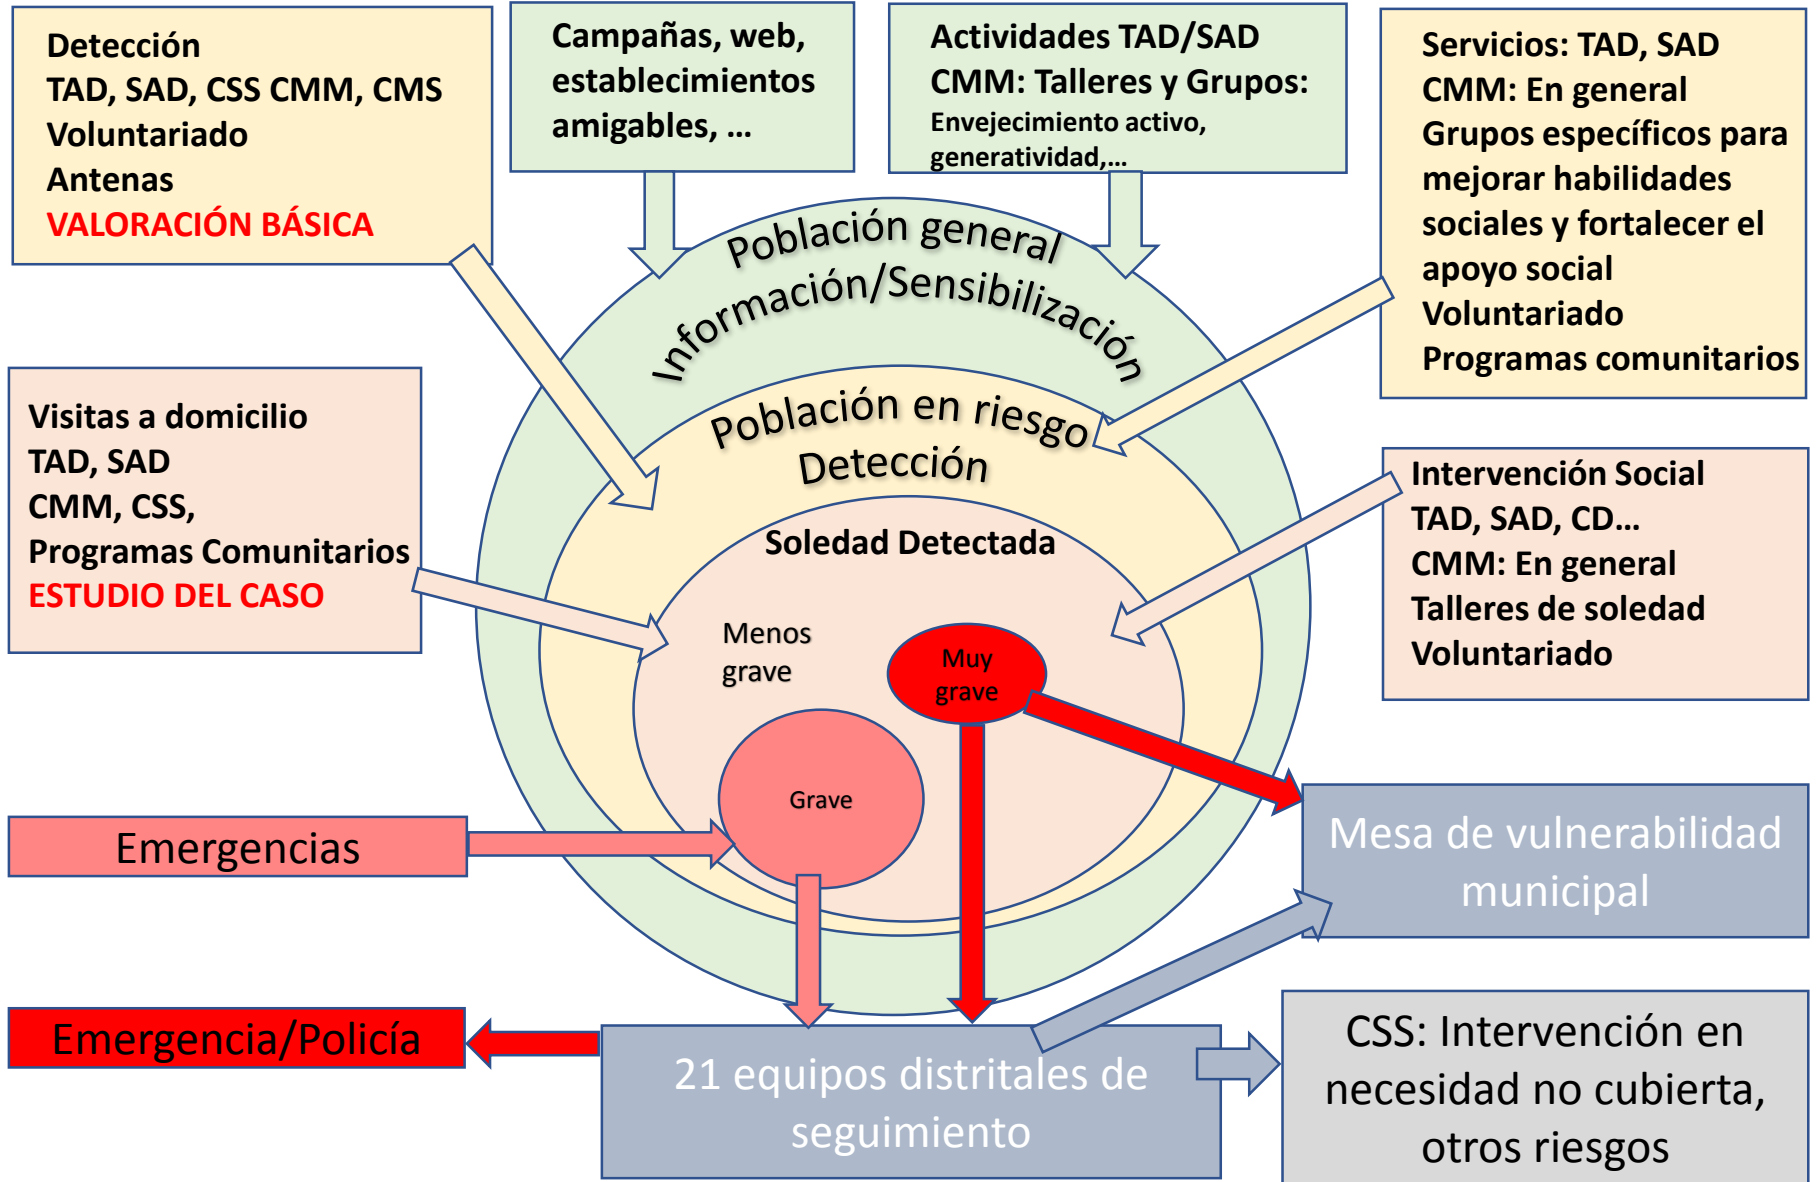 Detección
TAD, SAD, CSS CMM, CMS
Voluntariado
Antenas
VALORACIÓN BÁSICA
Campañas, web,
establecimientos
amigables, ...
Actividades TAD/SAD
CMM: Talleres y Grupos:
Envejecimiento activo,
generatividad,...
Servicios: TAD, SAD
CMM: En general
Grupos específicos para
mejorar habilidades
sociales y fortalecer el
apoyo social
Voluntariado
Programas comunitarios
Población general
Información/Sensibilización
Población en riesgo
Detección
Visitas a domicilio
TAD, SAD
CMM, CSS,
Programas Comunitarios
ESTUDIO DEL CASO
Soledad Detectada
Menos
grave
Muy
grave
Grave
Intervención Social
TAD, SAD, CD...
CMM: En general
Talleres de soledad
Voluntariado
Emergencias
Mesa de vulnerabilidad
municipal
Emergencia/Policía
21 equipos distritales de
seguimiento
CSS: Intervención en
necesidad no cubierta,
otros riesgos